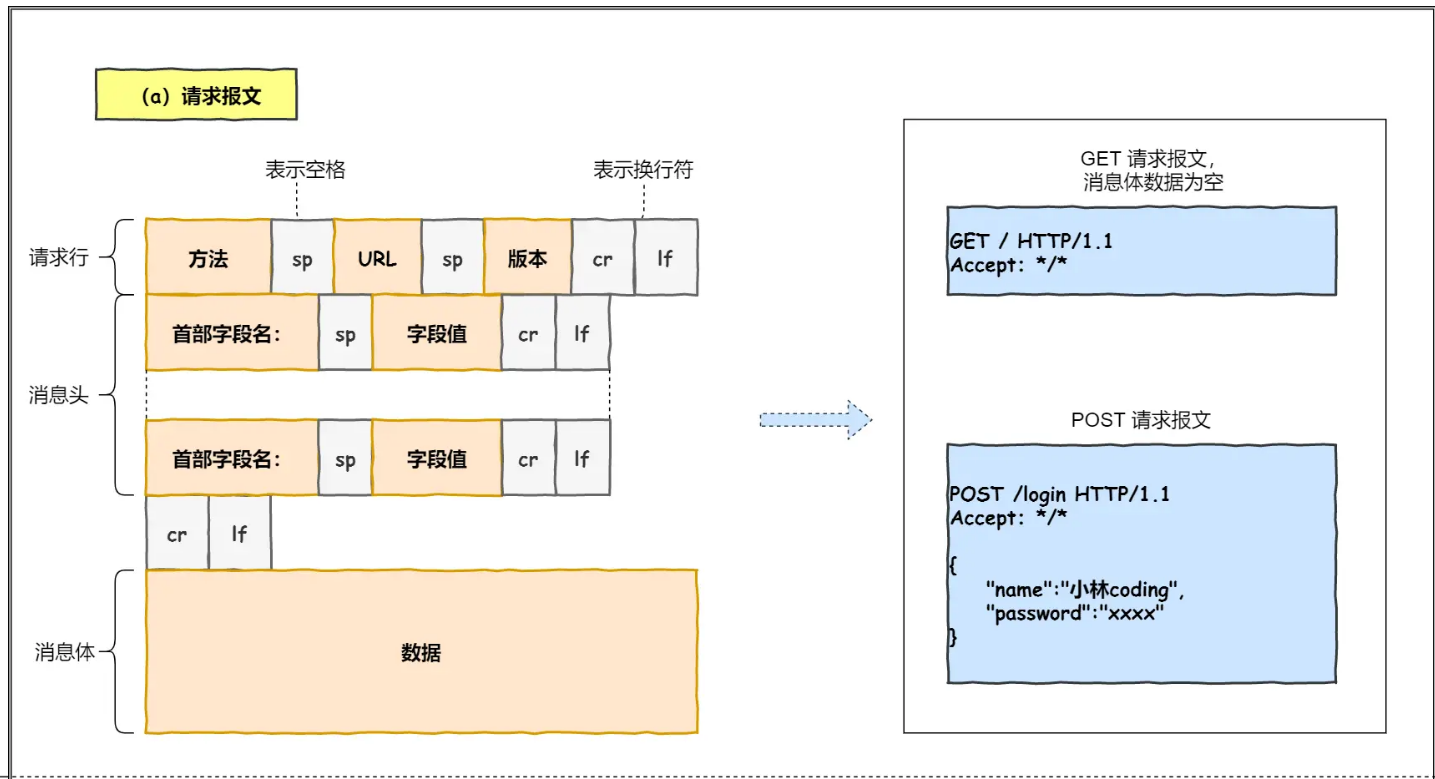 （a）请求报文
表示空格
表示换行符
请求行
方法
sp
URL
sp
版本
cr
lf
消息头
首部字段名：
sp
字段值
cr
lf
首部字段名：
sp
字段值
cr
lf
cr
lf
消息体
数据
GET 请求报文，
消息体数据为空
GET / HTTP/1.1
Accept: */*
POST 请求报文
POST /login HTTP/1.1
Accept: */*
{
"name":"小林coding",
"password":"xxxx"
}